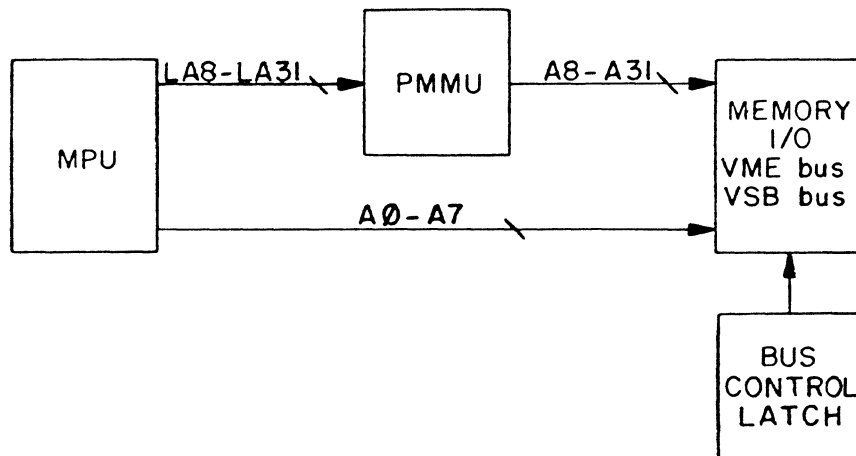 LA8-LA31
A8-A31
MPU
PMMU
MEMORY
I/O
VME bus
VSB bus
AØ-A7
BUS
CONTROL
LATCH